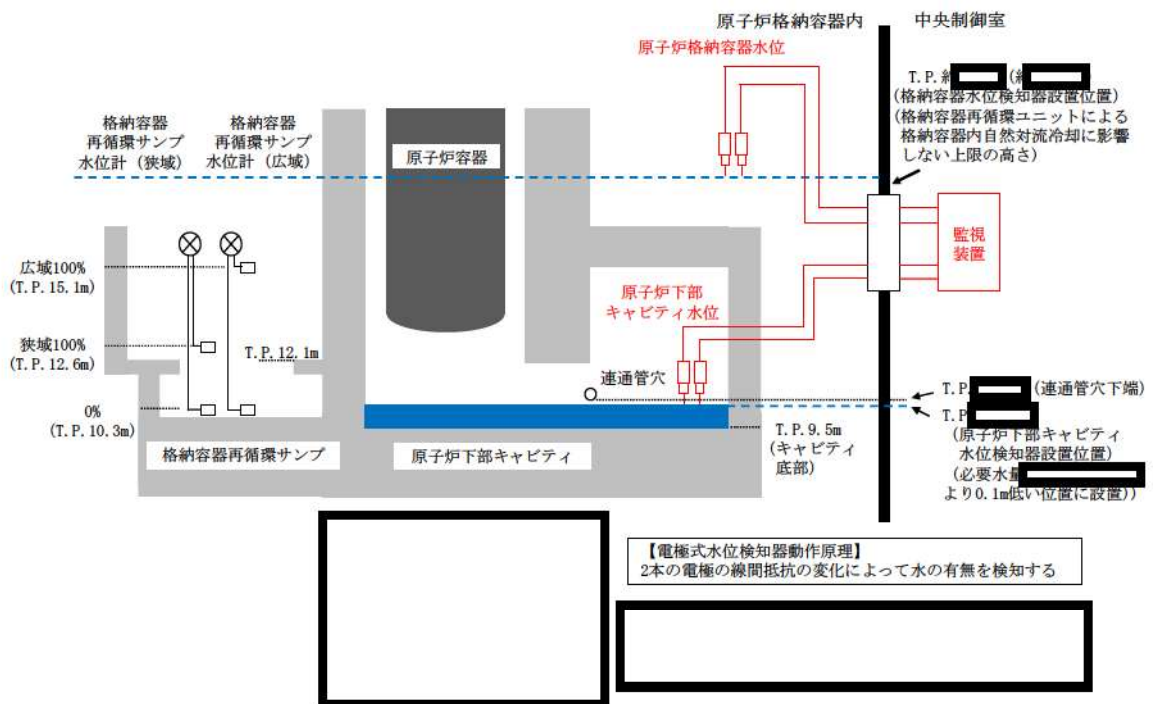 原子炉格納容器内
中央制御室
原子炉格納容器水位
T.P.
(格納容器水位検知器設置位置)
(格納容器再循環ユニットによる
格納容器内自然対流冷却に影響
しない上限の高さ)
格納容器
再循環サンプ
水位計（狭域）
格納容器
再循環サンプ
水位計（広域）
原子炉容器
監視
装置
広域100%
(T.P.15.1m)
原子炉下部
キャビティ水位
狭域100%
(T.P.12.6m)
T.P.12.1m
連通管穴
0%
(T.P.10.3m)
T.P. (連通管穴下端)
T.P
(原子炉下部キャビティ
水位検知器設置位置)
(必要水量
より0.1m低い位置に設置))
T.P.9.5m
(キャビティ
底部)
格納容器再循環サンプ
原子炉下部キャビティ
【電極式水位検知器動作原理】
2本の電極の線間抵抗の変化によって水の有無を検知する